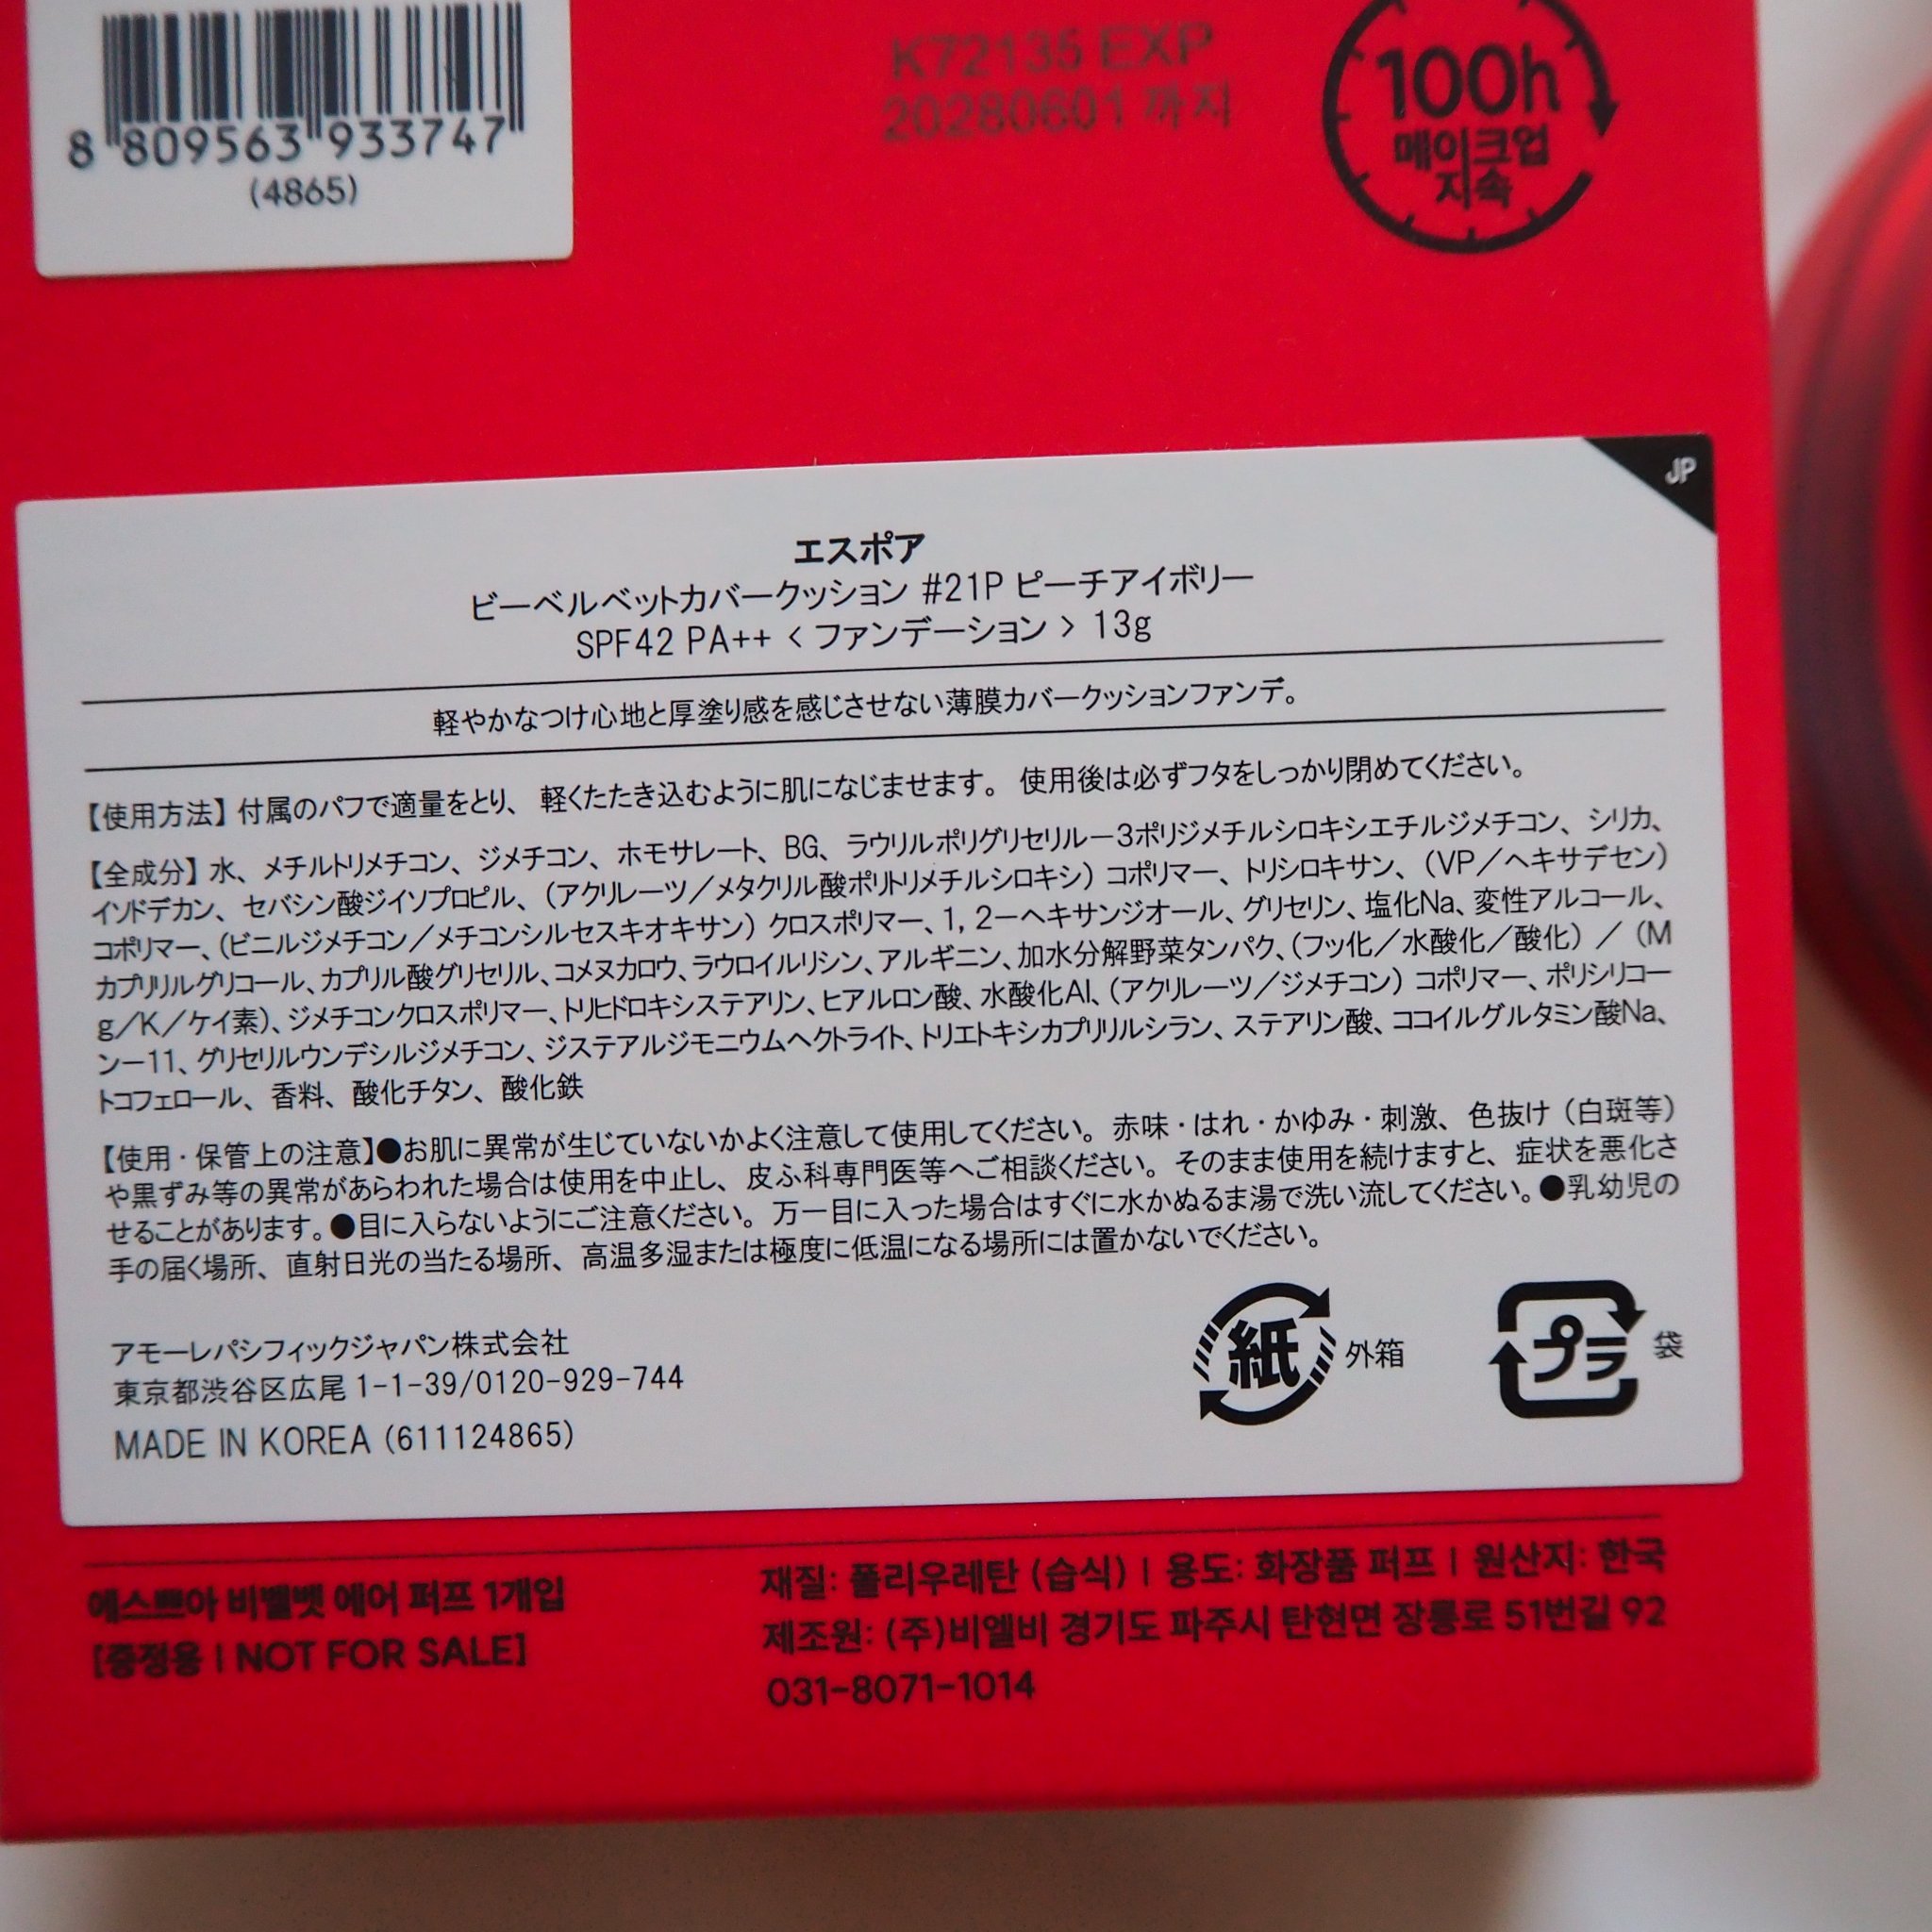 8 809563 933747
(4865)
K72135 EXP
20280601 까지
100h
메이크업
지속
JP
エスポア
ビーベルベットカバークッション #21P ピーチアイボリー
SPF42 PA++ < ファンデーション > 13g
軽やかなつけ心地と厚塗り感を感じさせない薄膜カバークッションファンデ。
【使用方法】付属のパフで適量をとり、 軽くたたき込むように肌になじませます。 使用後は必ずフタをしっかり閉めてください。
【全成分】水、メチルトリメチコン、ジメチコン、ホモサレート、BG、ラウリルポリグリセリル－3ポリジメチルシロキシエチルジメチコン、シリカ、
イソドデカン、セバシン酸ジイソプロピル、（アクリレーツ／メタクリル酸ポリトリメチルシロキシ）コポリマー、トリシロキサン、（VP／ヘキサデセン）
コポリマー、（ビニルジメチコン／メチコンシルセスキオキサン）クロスポリマー、1，2－ヘキサンジオール、グリセリン、塩化Na、変性アルコール、
カプリリルグリコール、カプリル酸グリセリル、コメヌカロウ、ラウロイルリシン、アルギニン、加水分解野菜タンパク、（フッ化／水酸化／酸化）／（M
g／K／ケイ素）、ジメチコンクロスポリマー、トリヒドロキシステアリン、ヒアルロン酸、水酸化Al、（アクリレーツ／ジメチコン）コポリマー、ポリシリコー
ン－11、グリセリルウンデシルジメチコン、ジステアルジモニウムヘクトライト、トリエトキシカプリリルシラン、ステアリン酸、ココイルグルタミン酸Na、
トコフェロール、香料、酸化チタン、酸化鉄
【使用・保管上の注意】●お肌に異常が生じていないかよく注意して使用してください。赤味・はれ・かゆみ・刺激、色抜け（白斑等）
や黒ずみ等の異常があらわれた場合は使用を中止し、皮ふ科専門医等へご相談ください。そのまま使用を続けますと、症状を悪化さ
せることがあります。●目に入らないようにご注意ください。万一目に入った場合はすぐに水かぬるま湯で洗い流してください。●乳幼児の
手の届く場所、直射日光の当たる場所、高温多湿または極度に低温になる場所には置かないでください。
アモーレパシフィックジャパン株式会社
東京都渋谷区広尾 1-1-39/0120-929-744
MADE IN KOREA (611124865)
紙 外箱
プラ 袋
에스쁘아 비벨벳 에어 퍼프 1개입
[증정용 | NOT FOR SALE]
재질: 폴리우레탄 (습식) | 용도: 화장품 퍼프 | 원산지: 한국
제조원: (주)비엘비 경기도 파주시 탄현면 장릉로 51번길 92
031-8071-1014